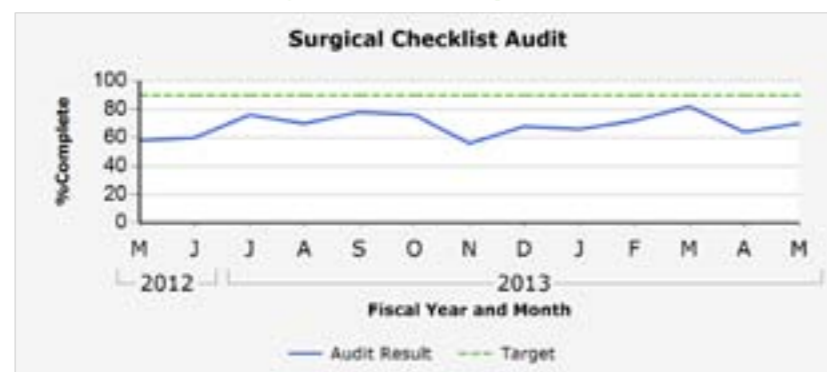 Surgical Checklist Audit
%Complete
100
80
60
40
20
0
M J J A S O N D J F M A M
2012 2013
Fiscal Year and Month
Audit Result Target